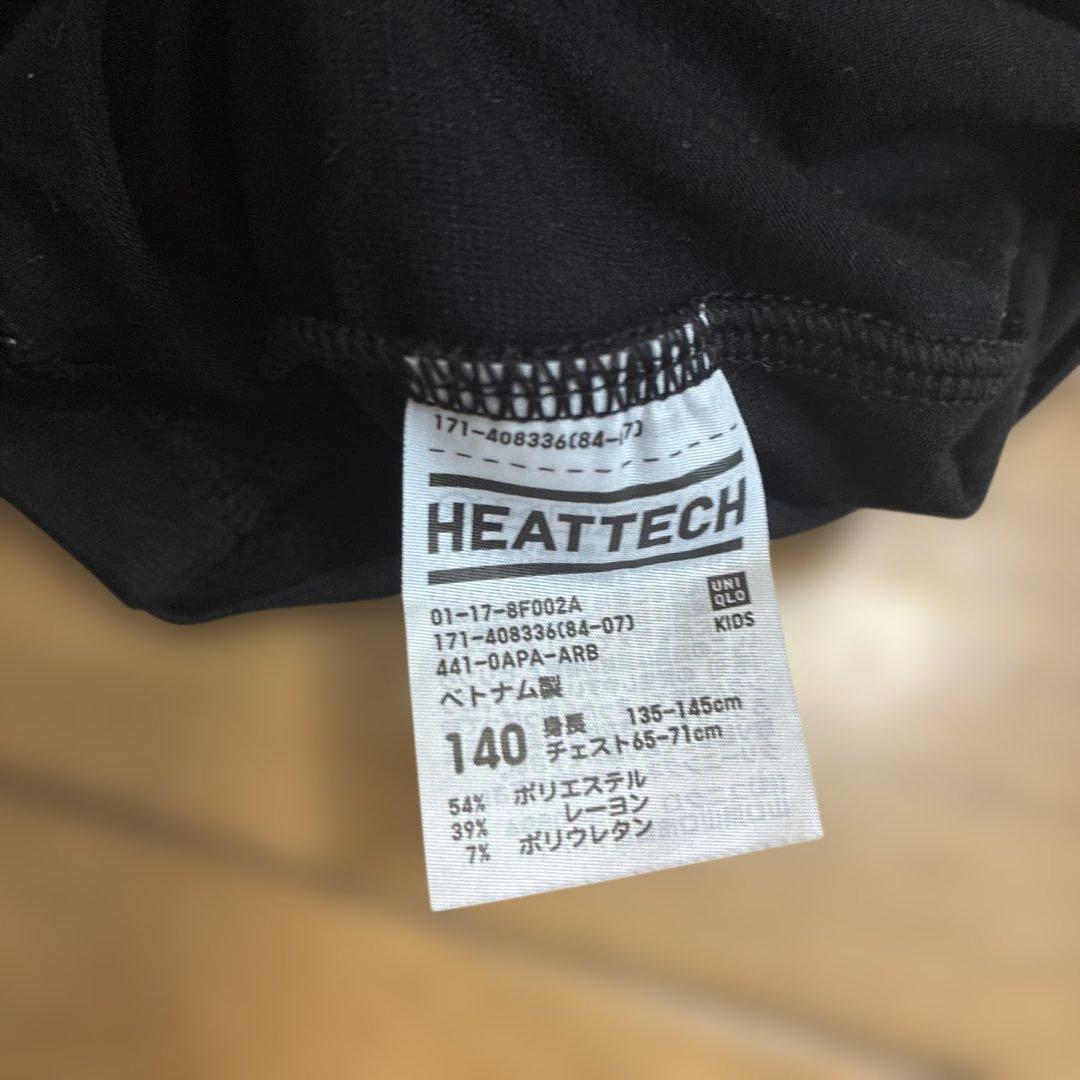 171-408336(84-07)
HEATTECH
UNI
QLO
KIDS
01-17-8F002A
171-408336(84-07)
441-0APA-ARB
ベトナム製
140 身長 135-145cm
チェスト65-71cm
54% ポリエステル
39% レーヨン
7% ポリウレタン